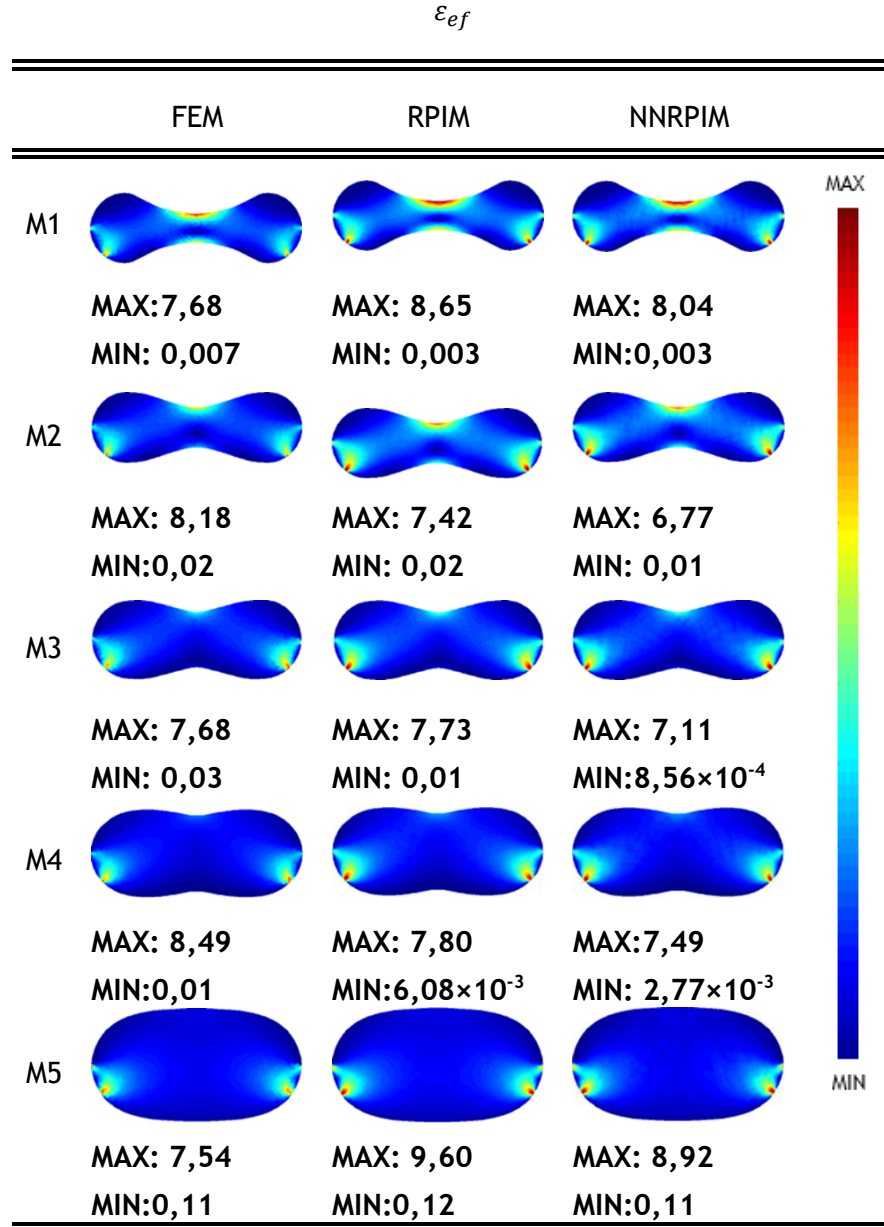 ε_ef
FEM RPIM NNRPIM
MAX
M1
MAX:7,68 MAX: 8,65 MAX: 8,04
MIN: 0,007 MIN: 0,003 MIN:0,003
M2
MAX: 8,18 MAX: 7,42 MAX: 6,77
MIN:0,02 MIN: 0,02 MIN: 0,01
M3
MAX: 7,68 MAX: 7,73 MAX: 7,11
MIN: 0,03 MIN: 0,01 MIN:8,56×10⁻⁴
M4
MAX: 8,49 MAX: 7,80 MAX:7,49
MIN:0,01 MIN:6,08×10⁻³ MIN: 2,77×10⁻³
M5
MIN
MAX: 7,54 MAX: 9,60 MAX: 8,92
MIN:0,11 MIN:0,12 MIN:0,11